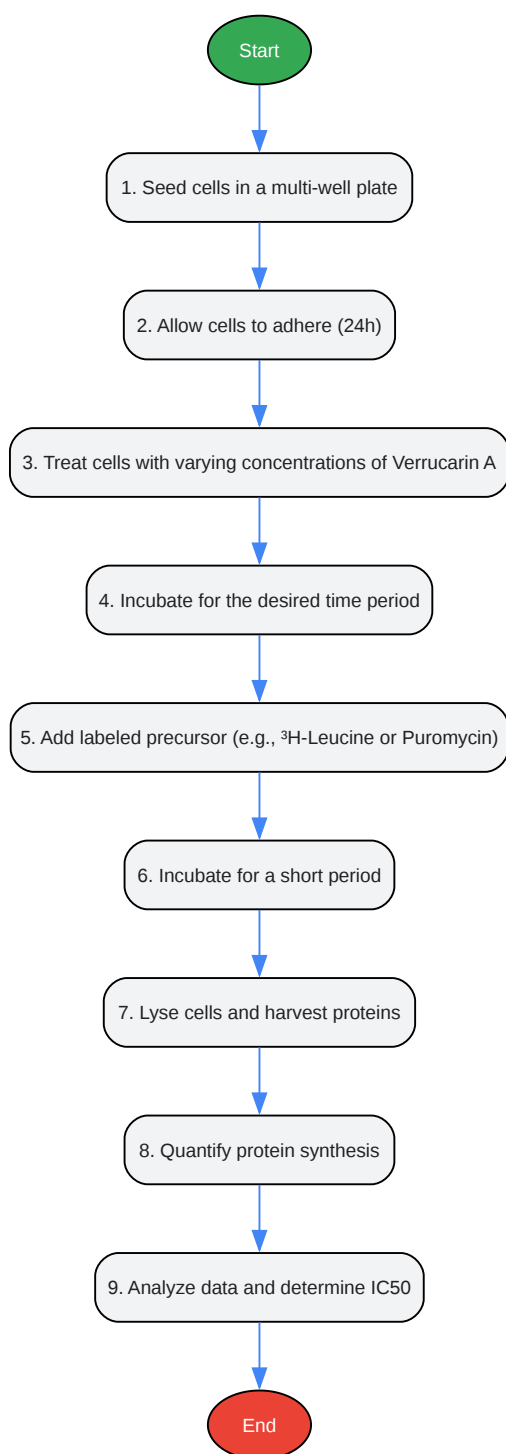 Start
1. Seed cells in a multi-well plate
2. Allow cells to adhere (24h)
3. Treat cells with varying concentrations of Verrucarin A
4. Incubate for the desired time period
5. Add labeled precursor (e.g., ³H-Leucine or Puromycin)
6. Incubate for a short period
7. Lyse cells and harvest proteins
8. Quantify protein synthesis
9. Analyze data and determine IC50
End